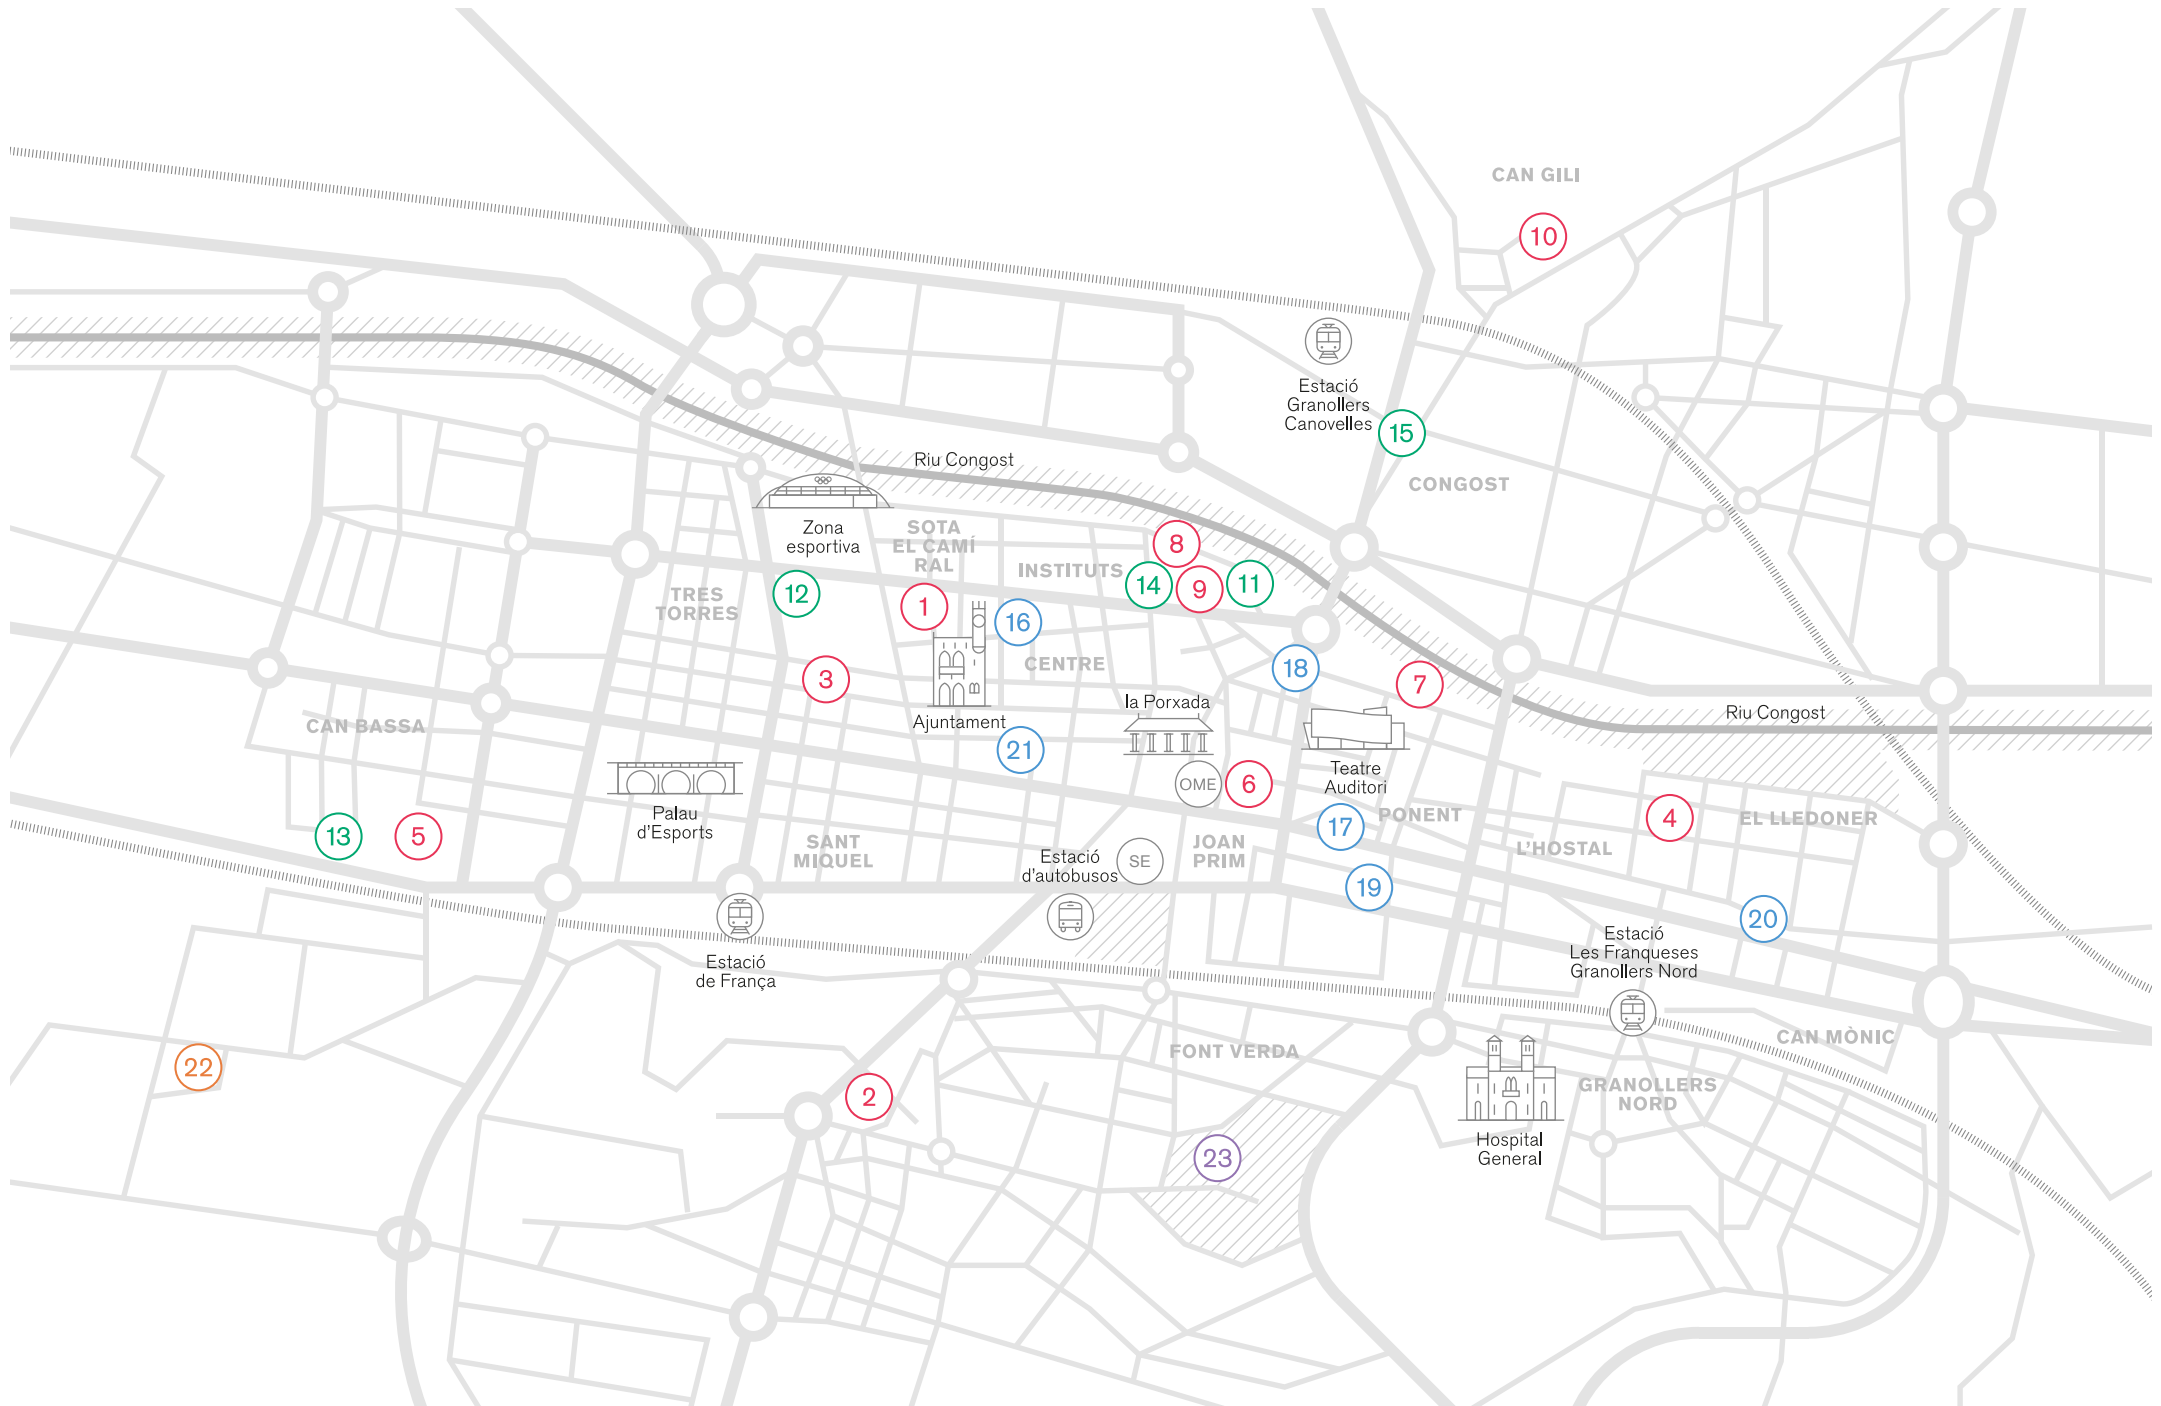 CAN GILI
10
Estació
Granollers
Canovelles
15
Riu Congost
CONGOST
Zona
esportiva
SOTA
EL CAMÍ
RAL
INSTITUTS
8
14
9
11
12
TRES
TORRES
1
16
CENTRE
18
3
7
la Porxada
Ajuntament
CAN BASSA
21
Riu Congost
OME
6
Teatre
Auditori
Palau
d'Esports
13
5
SANT
MIQUEL
17
PONENT
4
EL LLEDONER
JOAN
PRIM
L'HOSTAL
Estació
d'autobusos
SE
19
20
Estació
Les Franqueses
Granollers Nord
Estació
de França
CAN MÒNIC
FONT VERDA
22
2
GRANOLLERS
NORD
Hospital
General
23